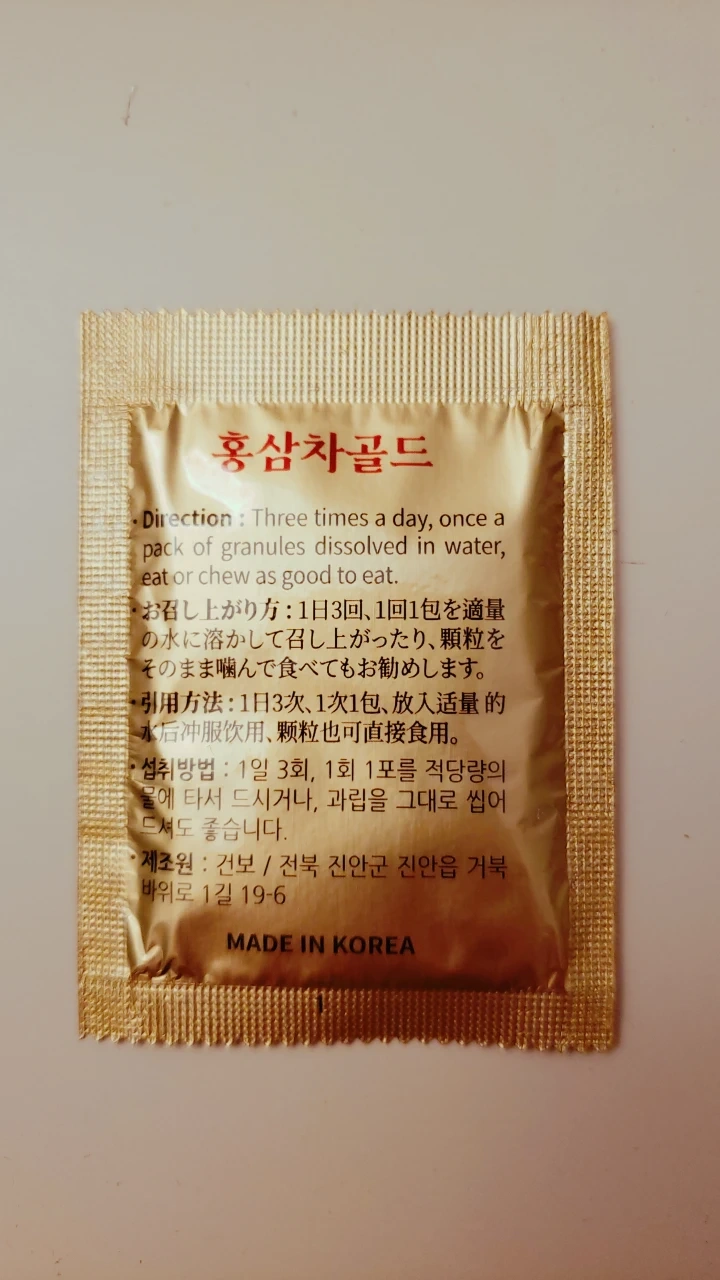 홍삼차골드
· Direction : Three times a day, once a
pack of granules dissolved in water,
eat or chew as good to eat.
· お召し上がり方 : 1日3回、1回1包を適量
の水に溶かして召し上がったり、顆粒を
そのまま噛んで食べてもお勧めします。
· 引用方法 : 1日3次、1次1包、放入适量 的
水后冲服饮用、颗粒也可直接食用。
· 섭취방법 : 1일 3회, 1회 1포를 적당량의
물에 타서 드시거나, 과립을 그대로 씹어
드셔도 좋습니다.
· 제조원 : 건보 / 전북 진안군 진안읍 거북
바위로 1길 19-6
MADE IN KOREA